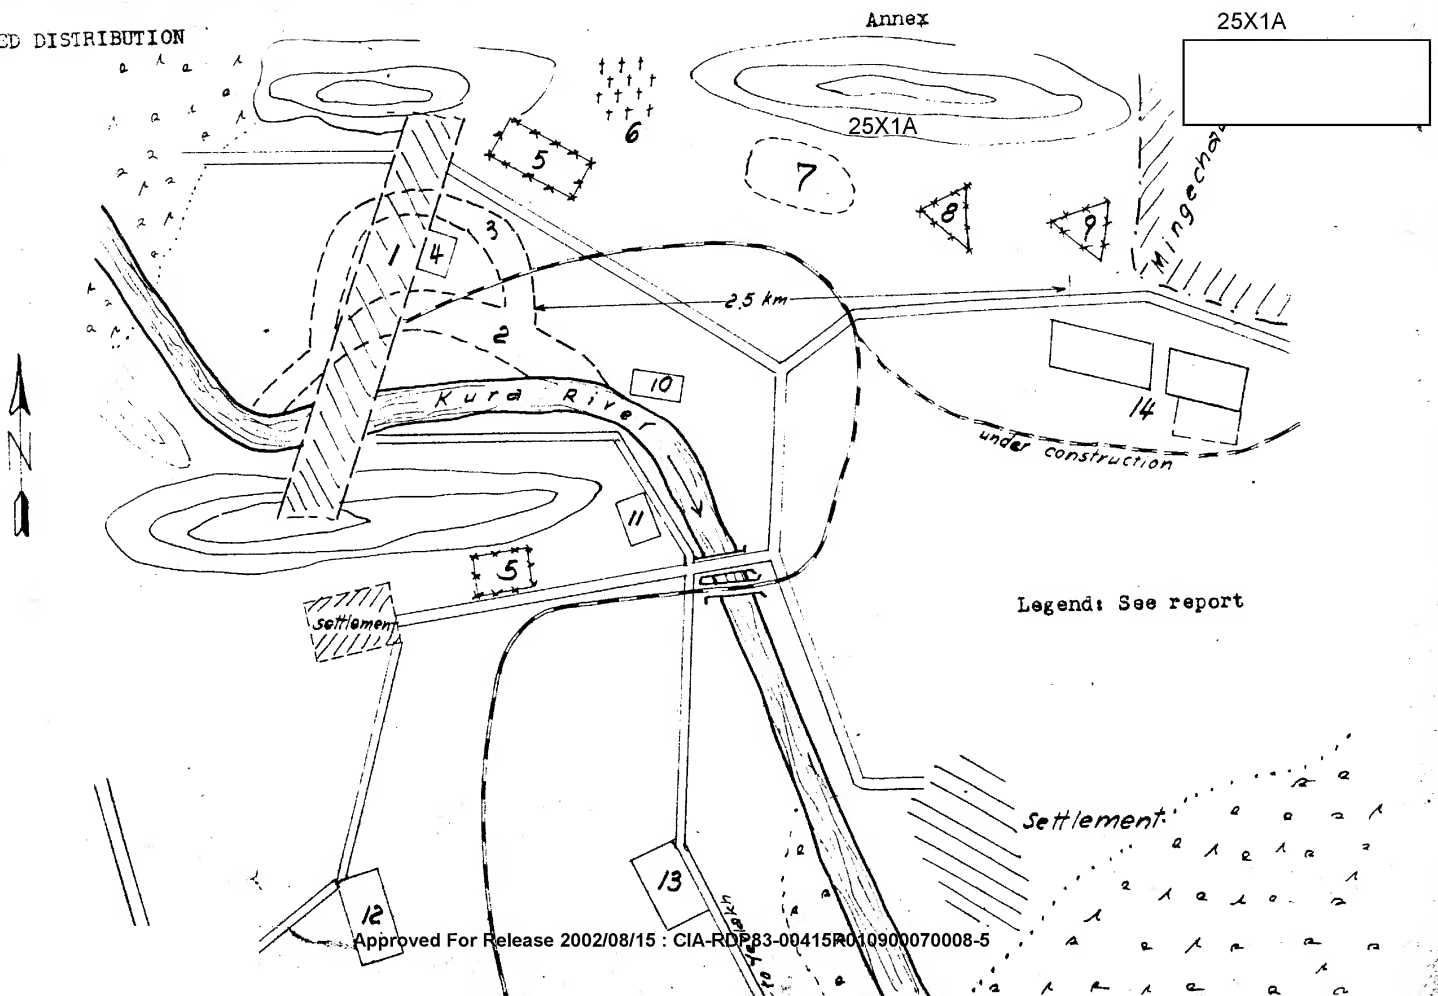 ED DISTRIBUTION
Annex
25X1A
25X1A
6
5
7
8
9
3
1
4
2.5 km
2
10
Kura River
14
under construction
N
11
5
Settlement
Legend: See report
Settlement
13
12
to
Approved For Release 2002/08/15 : CIA-RDP83-00415R010900070008-5